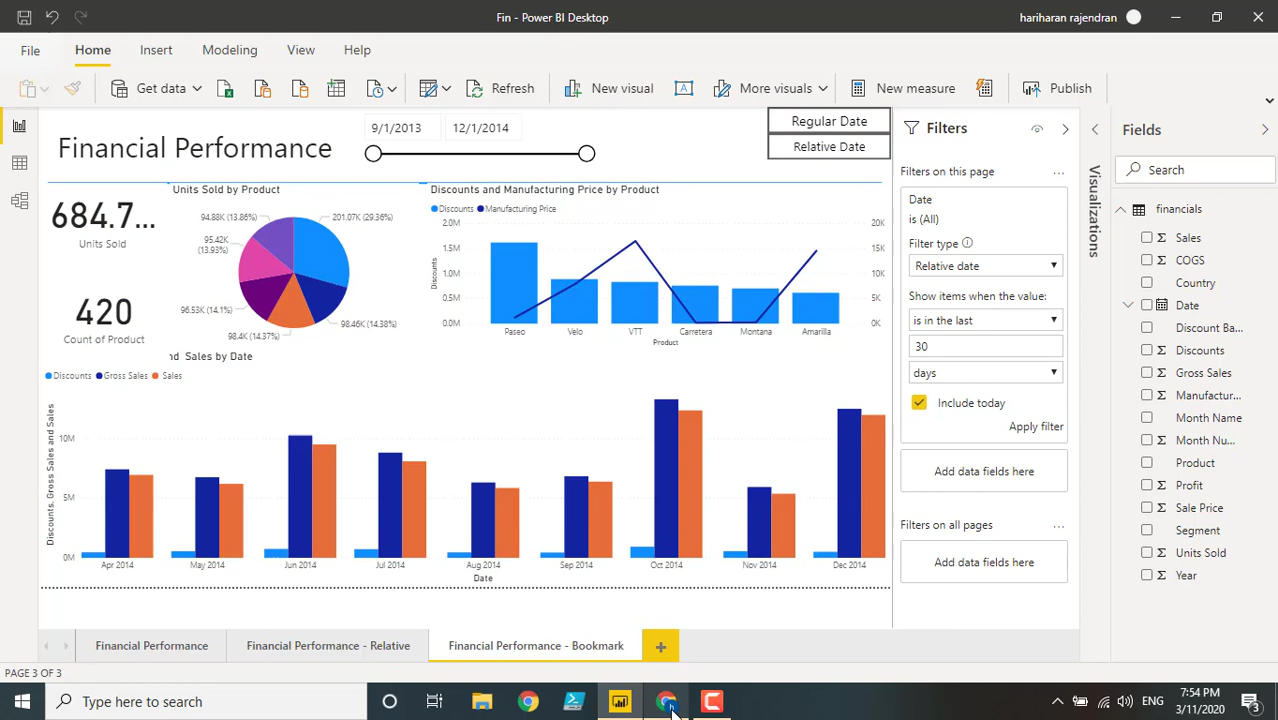 Fin - Power BI Desktop
hariharan rajendran
File
Home
Insert
Modeling
View
Help
Get data
Refresh
New visual
More visuals
New measure
Publish
Financial Performance
9/1/2013
12/1/2014
Regular Date
Relative Date
684.7...
Units Sold
420
Count of Product
Units Sold by Product
94.88K (13.86%)
201.07K (29.36%)
95.42K
(13.93%)
96.53K (14.1%)
98.46K (14.38%)
98.4K (14.37%)
Discounts and Manufacturing Price by Product
Discounts
Manufacturing Price
2.0M
1.5M
1.0M
0.5M
0.0M
Discounts
20K
15K
10K
5K
0K
Paseo
Velo
VTT
Carretera
Montana
Amarilla
Product
nd Sales by Date
Discounts
Gross Sales
Sales
Discounts, Gross Sales and Sales
10M
5M
0M
Apr 2014
May 2014
Jun 2014
Jul 2014
Aug 2014
Sep 2014
Oct 2014
Nov 2014
Dec 2014
Date
Filters
Filters on this page
...
Date
is (All)
Filter type
Relative date
Show items when the value:
is in the last
30
days
Include today
Apply filter
Add data fields here
Filters on all pages
...
Add data fields here
Visualizations
Fields
Search
financials
Sales
COGS
Country
Date
Discount Ba...
Discounts
Gross Sales
Manufactur...
Month Name
Month Nu...
Product
Profit
Sale Price
Segment
Units Sold
Year
Financial Performance
Financial Performance - Relative
Financial Performance - Bookmark
PAGE 3 OF 3
Type here to search
ENG
7:54 PM
3/11/2020
3